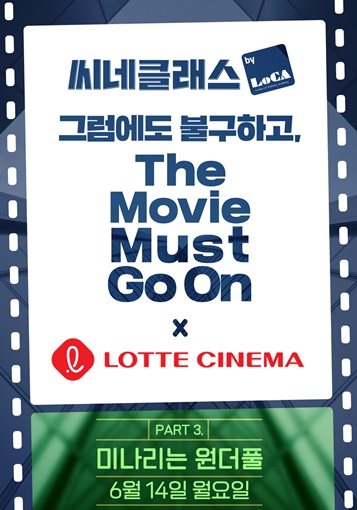 씨네클래스
by
LOCA
그럼에도 불구하고,
The
Movie
Must
Go On
x
LOTTE CINEMA
PART 3.
미나리는 원더풀
6월 14일 월요일